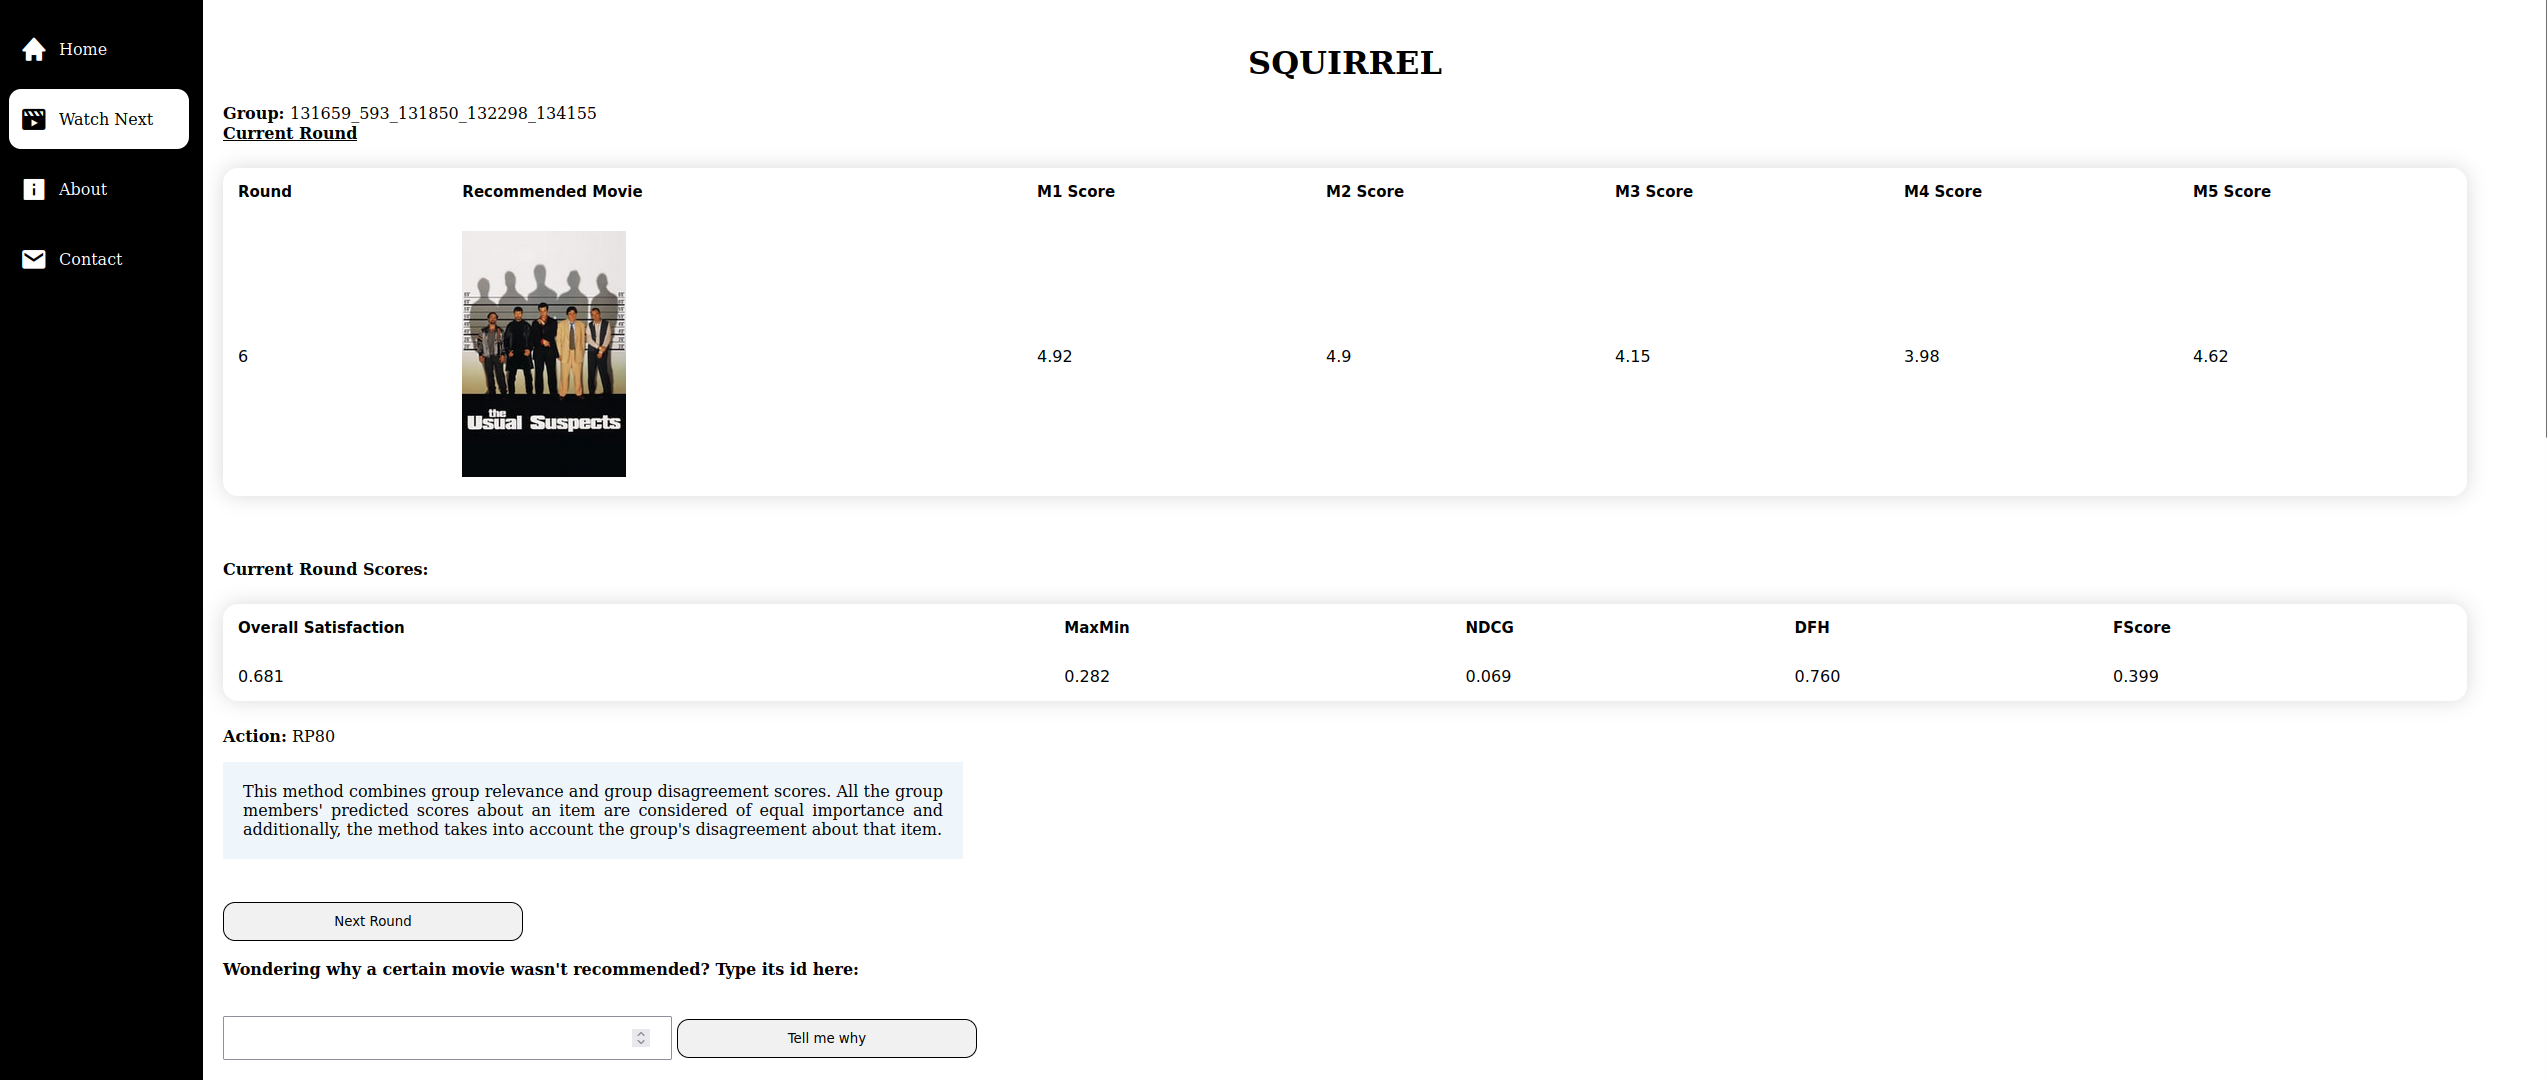 Home
Watch Next
About
Contact
SQUIRREL
Group: 131659_593_131850_132298_134155
Current Round
Round Recommended Movie M1 Score M2 Score M3 Score M4 Score M5 Score
the
Usual Suspects
6 4.92 4.9 4.15 3.98 4.62
Current Round Scores:
Overall Satisfaction MaxMin NDCG DFH FScore
0.681 0.282 0.069 0.760 0.399
Action: RP80
This method combines group relevance and group disagreement scores. All the group
members' predicted scores about an item are considered of equal importance and
additionally, the method takes into account the group's disagreement about that item.
Next Round
Wondering why a certain movie wasn't recommended? Type its id here:
Tell me why